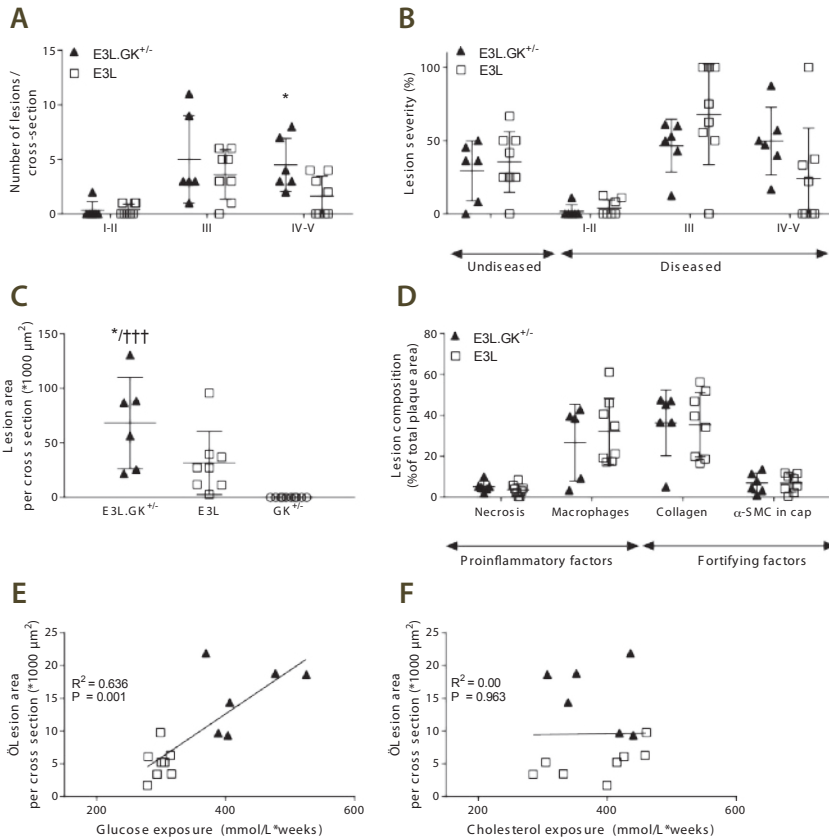 A
Number of lesions/
cross-section
15
10
5
0
E3L.GK+/-
E3L
*
I-II
III
IV-V
B
Lesion severity (%)
100
50
0
E3L.GK+/-
E3L
I-II
III
IV-V
Undiseased
Diseased
C
Lesion area
per cross section (*1000 µm²)
150
100
50
0
*/†††
E3L.GK+/-
E3L
GK+/-
D
Lesion composition
(%of total plaque area)
80
60
40
20
0
E3L.GK+/-
E3L
Necrosis
Macrophages
Collagen
α-SMC in cap
Proinflammatory factors
Fortifying factors
E
ÖLesion area
per cross section (*1000 µm²)
25
20
15
10
5
0
R² = 0.636
P = 0.001
200
400
600
Glucose exposure (mmol/L*weeks)
F
ÖLesion area
per cross section (*1000 µm²)
25
20
15
10
5
0
R² = 0.00
P = 0.963
200
400
600
Cholesterol exposure (mmol/L*weeks)